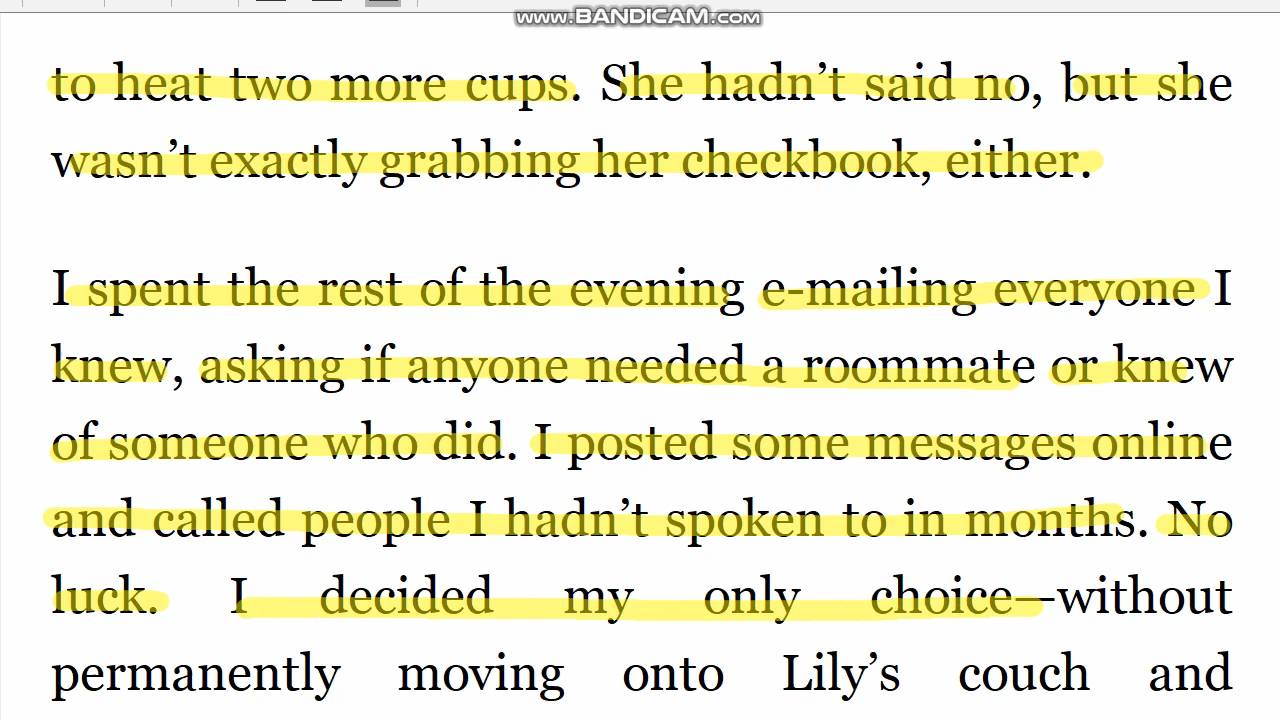 www.BANDICAM.com
to heat two more cups. She hadn’t said no, but she
wasn’t exactly grabbing her checkbook, either.
I spent the rest of the evening e-mailing everyone I
knew, asking if anyone needed a roommate or knew
of someone who did. I posted some messages online
and called people I hadn’t spoken to in months. No
luck. I decided my only choice—without
permanently moving onto Lily’s couch and